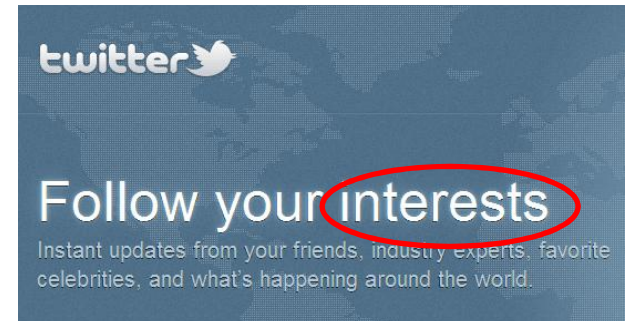 twitter
Follow your interests
Instant updates from your friends, industry experts, favorite
celebrities, and what's happening around the world.